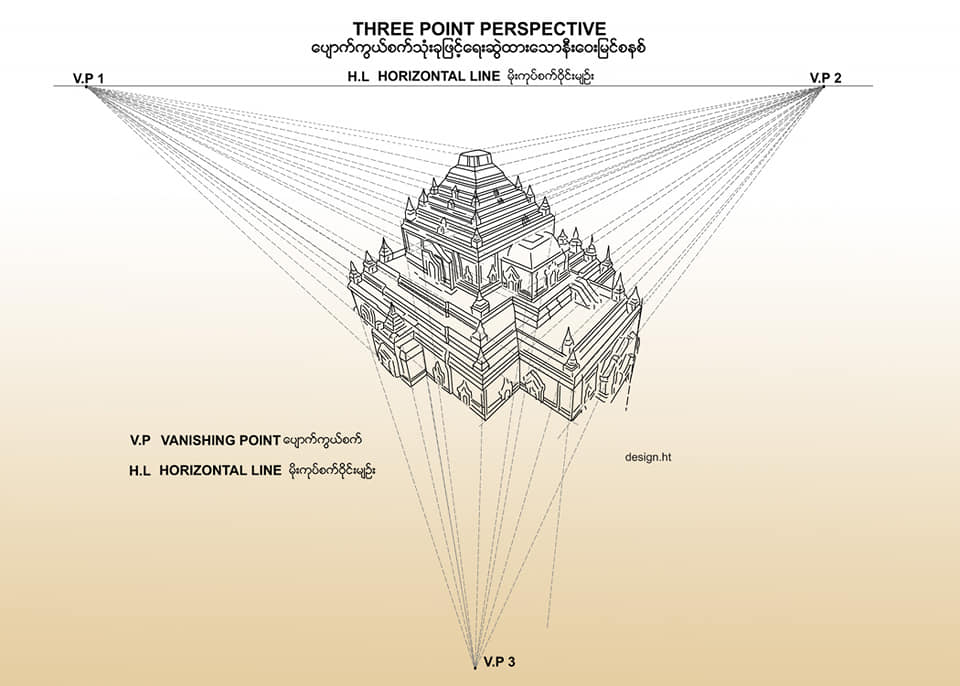 THREE POINT PERSPECTIVE
ပျောက်ကွယ်စက်သုံးခုဖြင့်ရေးဆွဲထားသောနီးဝေးမြင်စနစ်
V.P 1
H.L HORIZONTAL LINE မိုးကုပ်စက်ဝိုင်းမျဉ်း
V.P 2
V.P VANISHING POINT ပျောက်ကွယ်စက်
design.ht
H.L HORIZONTAL LINE မိုးကုပ်စက်ဝိုင်းမျဉ်း
V.P 3